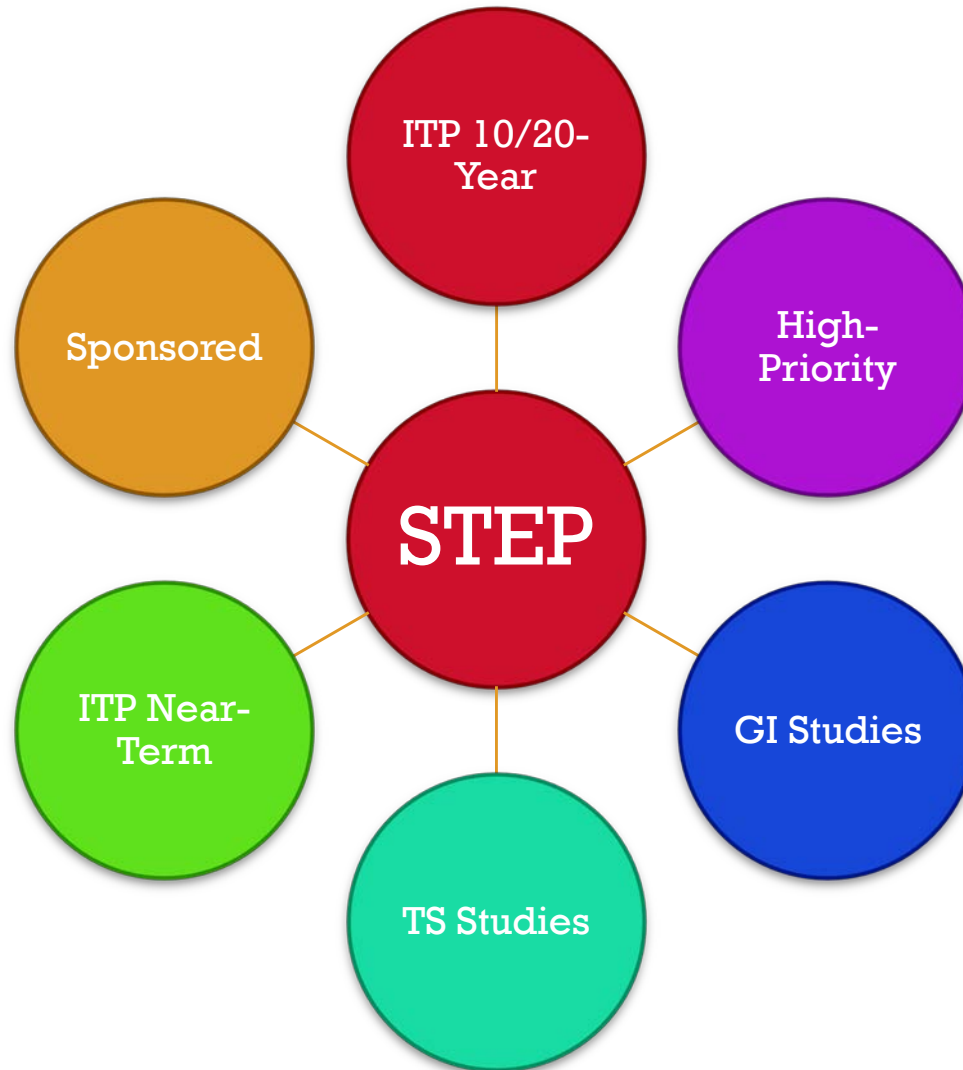 ITP 10/20-
Year
Sponsored
High-
Priority
STEP
ITP Near-
Term
GI Studies
TS Studies